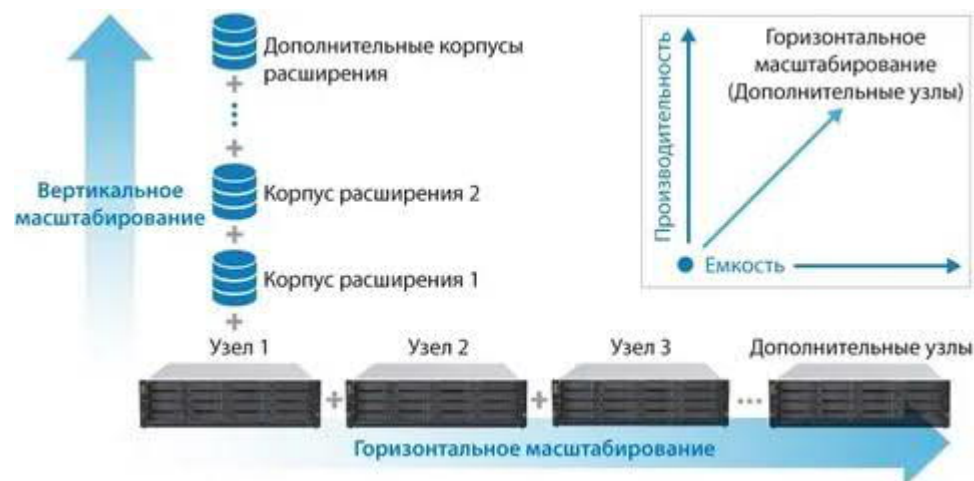 Дополнительные корпусы
расширения
Вертикальное
масштабирование
Корпус расширения 2
Корпус расширения 1
Узел 1
Узел 2
Узел 3
Дополнительные узлы
Горизонтальное масштабирование
Производительность
Горизонтальное
масштабирование
(Дополнительные узлы)
Емкость